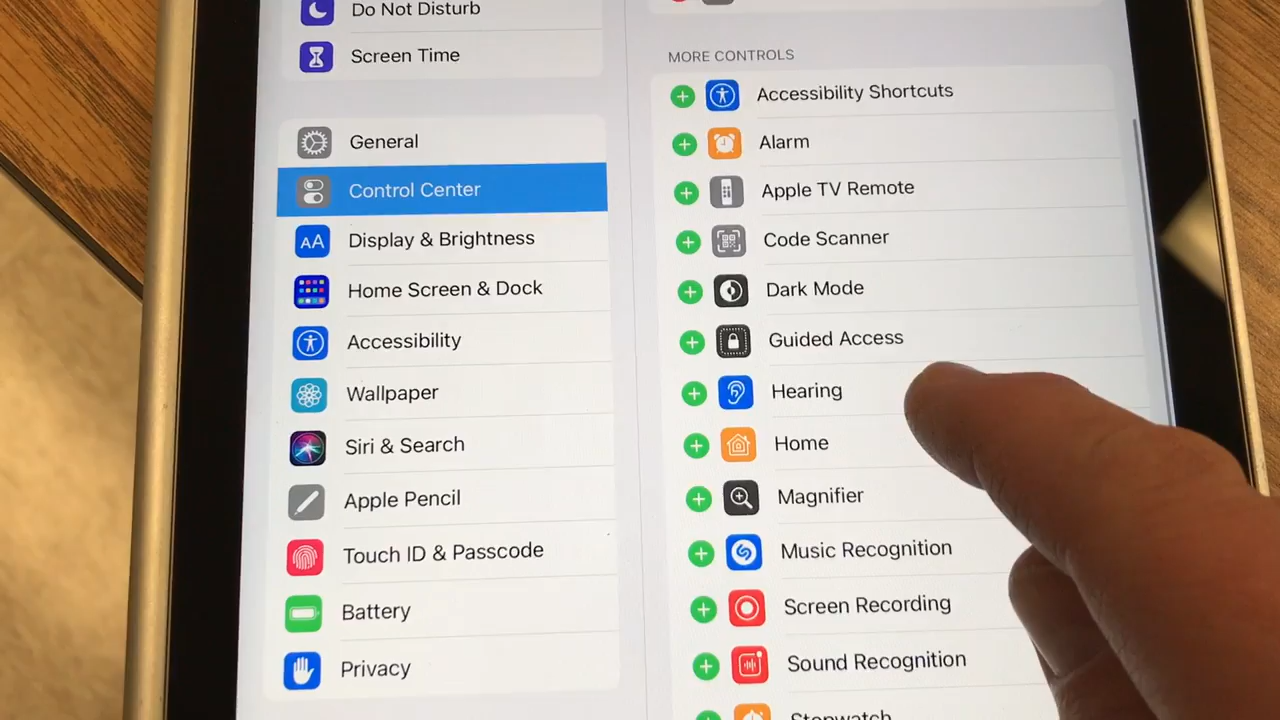 Do Not Disturb
Screen Time
General
Control Center
AA
Display & Brightness
Home Screen & Dock
Accessibility
Wallpaper
Siri & Search
Apple Pencil
Touch ID & Passcode
Battery
Privacy
MORE CONTROLS
Accessibility Shortcuts
Alarm
Apple TV Remote
Code Scanner
Dark Mode
Guided Access
Hearing
Home
Magnifier
Music Recognition
Screen Recording
Sound Recognition
Stopwatch